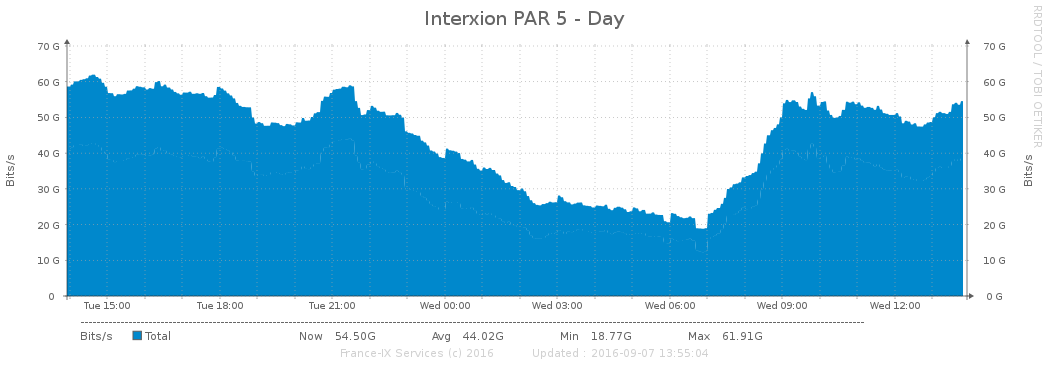 Interxion PAR 5 - Day
RRDTOOL / TOBI OETIKER
Bits/s
70 G
60 G
50 G
40 G
30 G
20 G
10 G
0
70 G
60 G
50 G
40 G
30 G
20 G
10 G
0 G
Bits/s
Tue 15:00 Tue 18:00 Tue 21:00 Wed 00:00 Wed 03:00 Wed 06:00 Wed 09:00 Wed 12:00
Bits/s Total Now 54.50G Avg 44.02G Min 18.77G Max 61.91G
France-IX Services (c) 2016 Updated : 2016-09-07 13:55:04